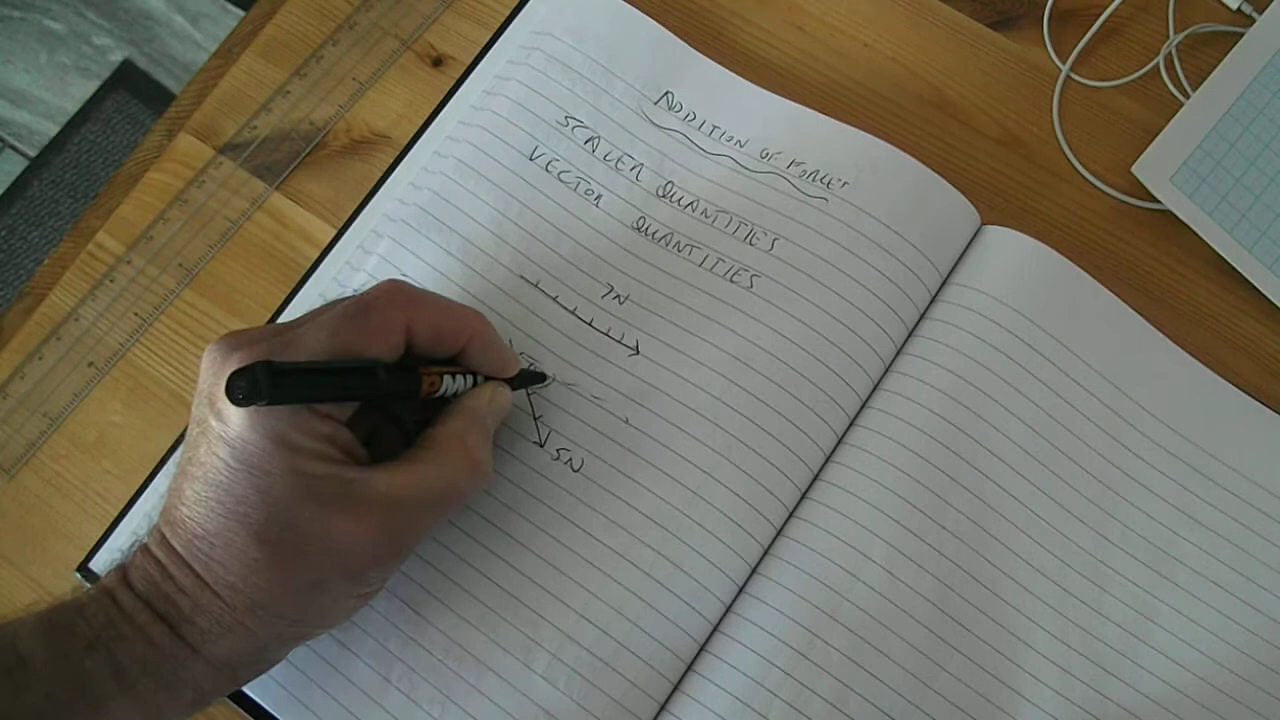 ADDITION OF FORCES
SCALER QUANTITIES
VECTOR QUANTITIES
7N
5N